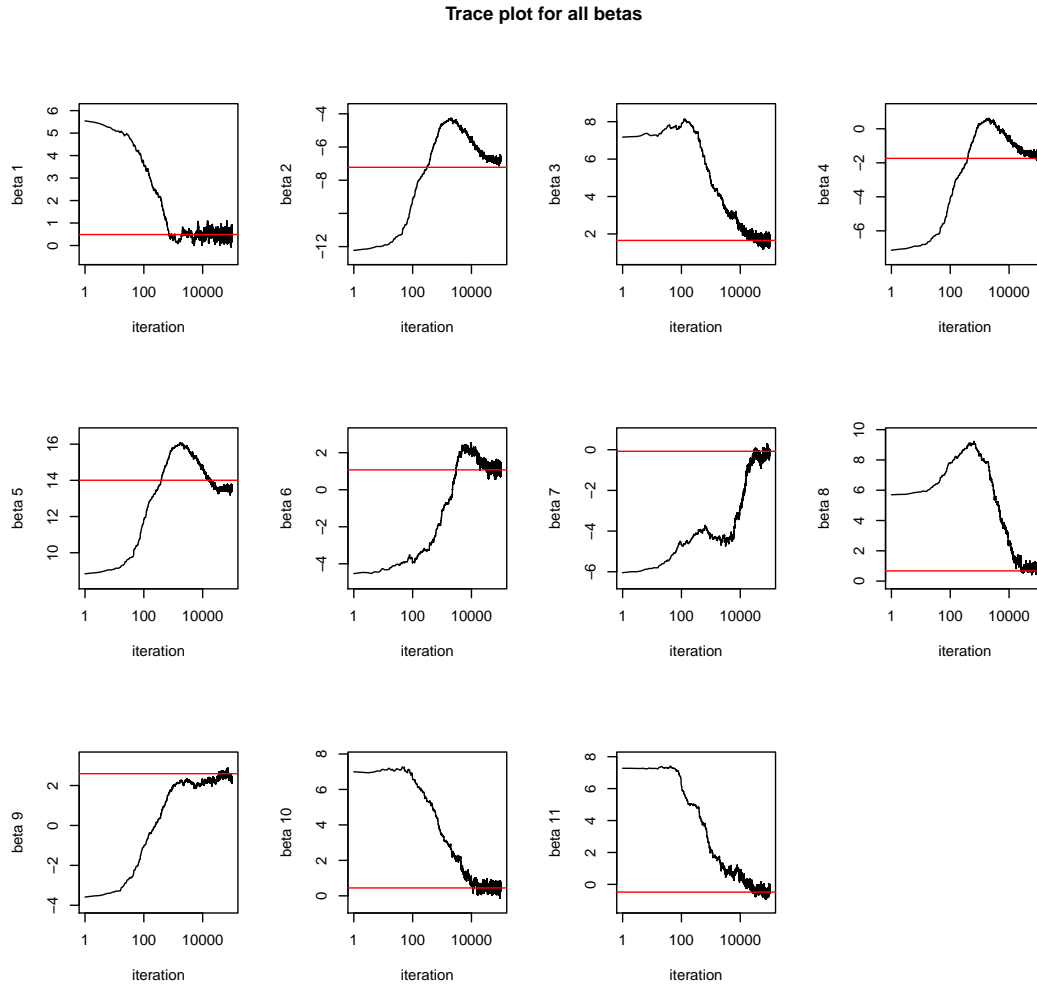 Trace plot for all betas
beta 1
0 1 2 3 4 5 6
1 100 10000
iteration
beta 2
−12 −8 −6 −4
1 100 10000
iteration
beta 3
2 4 6 8
1 100 10000
iteration
beta 4
−6 −4 −2 0
1 100 10000
iteration
beta 5
10 12 14 16
1 100 10000
iteration
beta 6
−4 −2 0 2
1 100 10000
iteration
beta 7
−6 −4 −2 0
1 100 10000
iteration
beta 8
0 2 4 6 8 10
1 100 10000
iteration
beta 9
−4 −2 0 2
1 100 10000
iteration
beta 10
0 2 4 6 8
1 100 10000
iteration
beta 11
0 2 4 6 8
1 100 10000
iteration